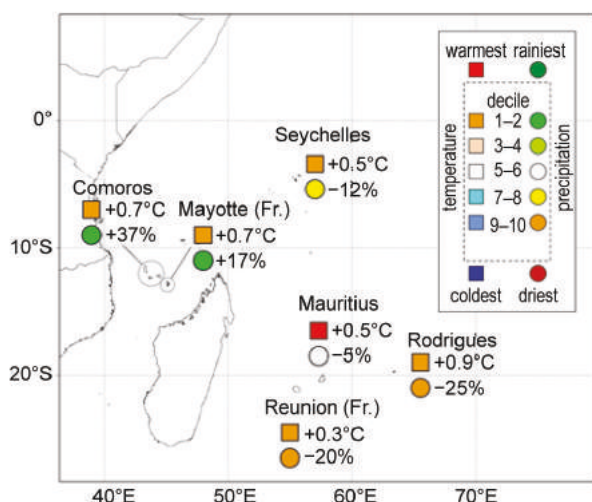 warmest rainiest
decile
1–2
3–4
5–6
7–8
9–10
temperature
precipitation
coldest driest
0°
10°S
20°S
40°E 50°E 60°E 70°E
Seychelles
+0.5°C
−12%
Comoros
+0.7°C
+37%
Mayotte (Fr.)
+0.7°C
+17%
Mauritius
+0.5°C
−5%
Rodrigues
+0.9°C
−25%
Reunion (Fr.)
+0.3°C
−20%